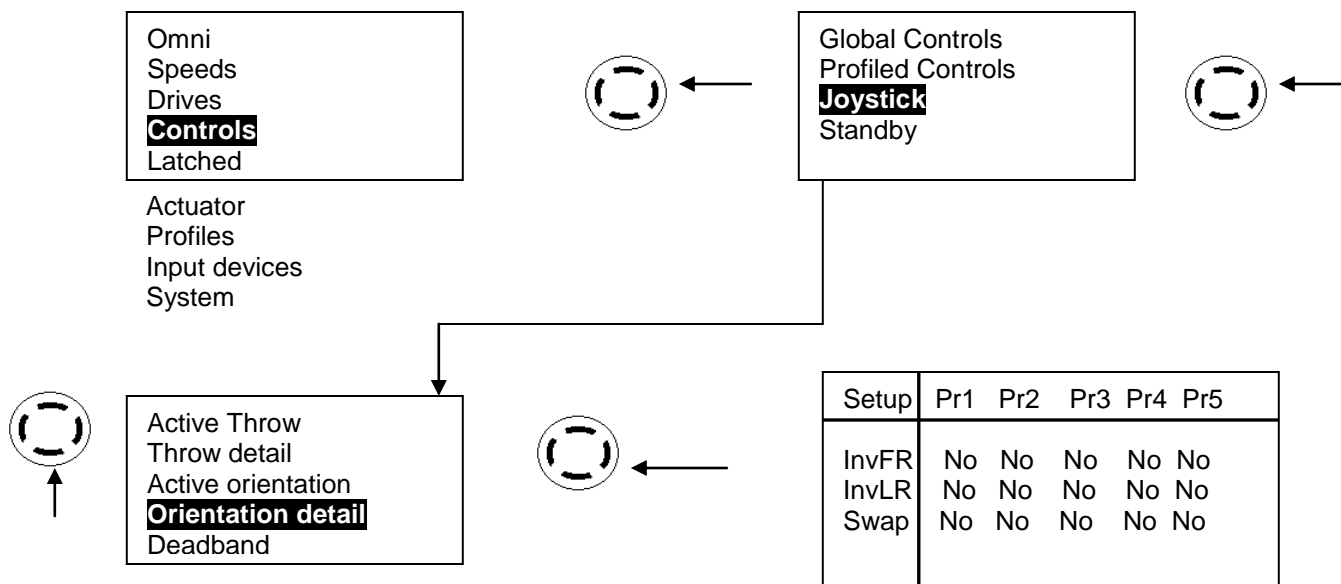 Omni
Speeds
Drives
Controls
Latched
Actuator
Profiles
Input devices
System
Global Controls
Profiled Controls
Joystick
Standby
Active Throw
Throw detail
Active orientation
Orientation detail
Deadband
Setup Pr1 Pr2 Pr3 Pr4 Pr5
InvFR No No No No No
InvLR No No No No No
Swap No No No No No